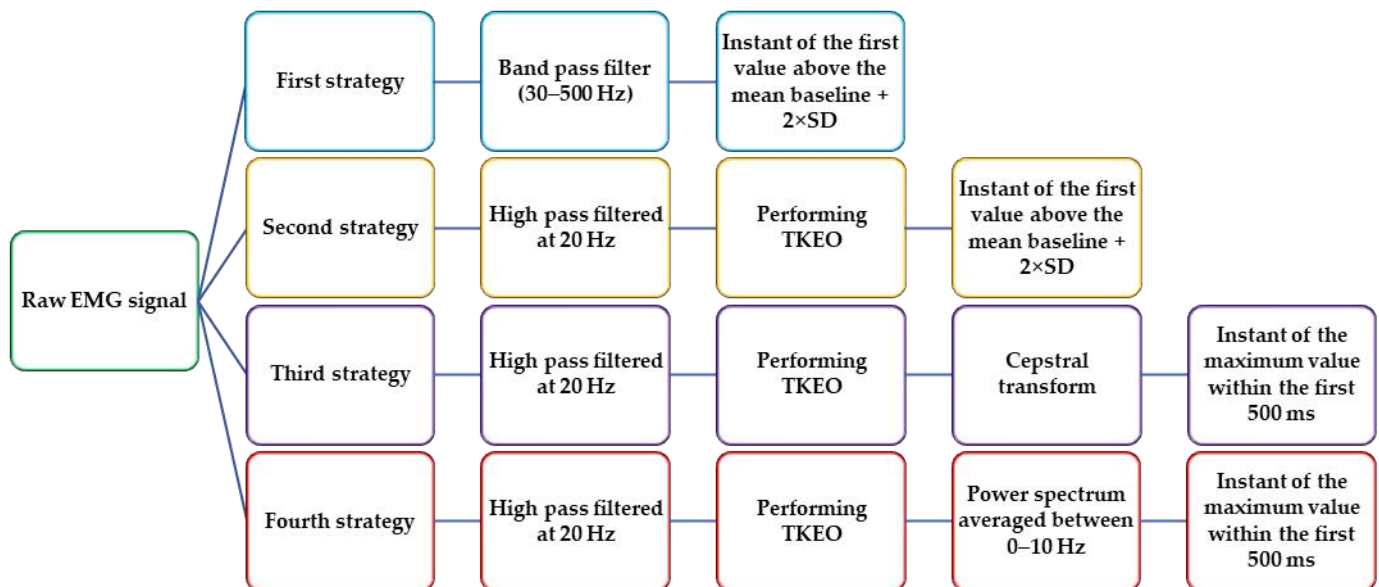 Raw EMG signal
First strategy
Band pass filter
(30–500 Hz)
Instant of the first
value above the
mean baseline +
2×SD
Second strategy
High pass filtered
at 20 Hz
Performing
TKEO
Instant of the first
value above the
mean baseline +
2×SD
Third strategy
High pass filtered
at 20 Hz
Performing
TKEO
Cepstral
transform
Instant of the
maximum value
within the first
500 ms
Fourth strategy
High pass filtered
at 20 Hz
Performing
TKEO
Power spectrum
averaged between
0–10 Hz
Instant of the
maximum value
within the first
500 ms